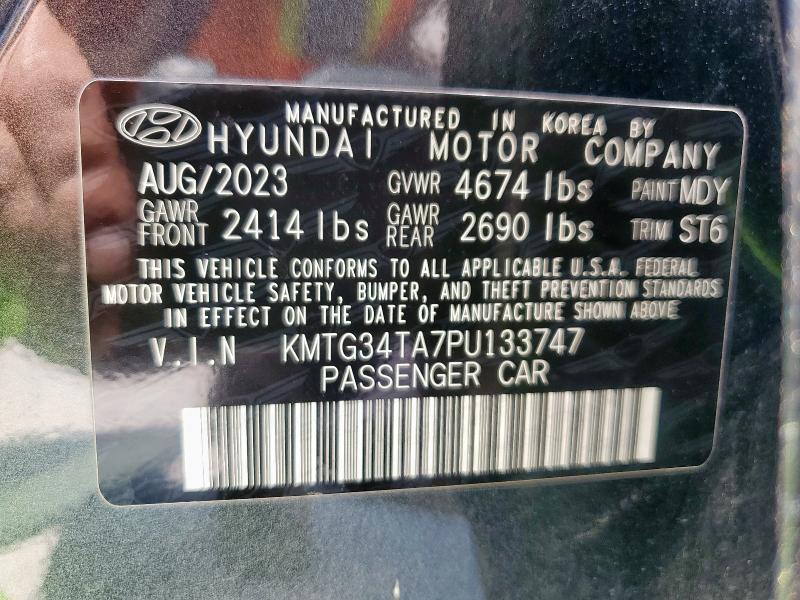 MANUFACTURED IN KOREA BY
HYUNDAI MOTOR COMPANY
AUG/2023 GVWR 4674 lbs PAINT MDY
GAWR FRONT 2414 lbs GAWR REAR 2690 lbs TRIM ST6
THIS VEHICLE CONFORMS TO ALL APPLICABLE U.S.A. FEDERAL
MOTOR VEHICLE SAFETY, BUMPER, AND THEFT PREVENTION STANDARDS
IN EFFECT ON THE DATE OF MANUFACTURE SHOWN ABOVE
V.I.N KMTG34TA7PU133747
PASSENGER CAR